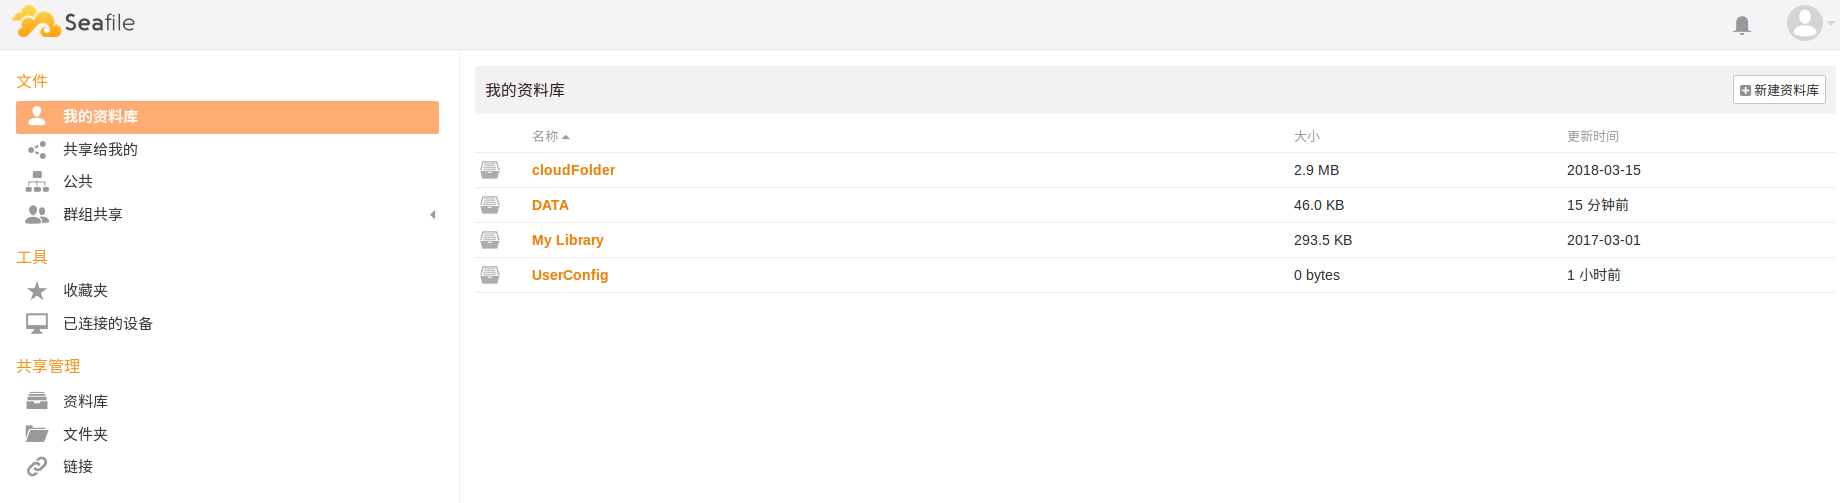 Seafile
文件
我的资料库
共享给我的
公共
群组共享
工具
收藏夹
已连接的设备
共享管理
资料库
文件夹
链接
我的资料库 新建资料库
名称 大小 更新时间
cloudFolder 2.9 MB 2018-03-15
DATA 46.0 KB 15 分钟前
My Library 293.5 KB 2017-03-01
UserConfig 0 bytes 1 小时前